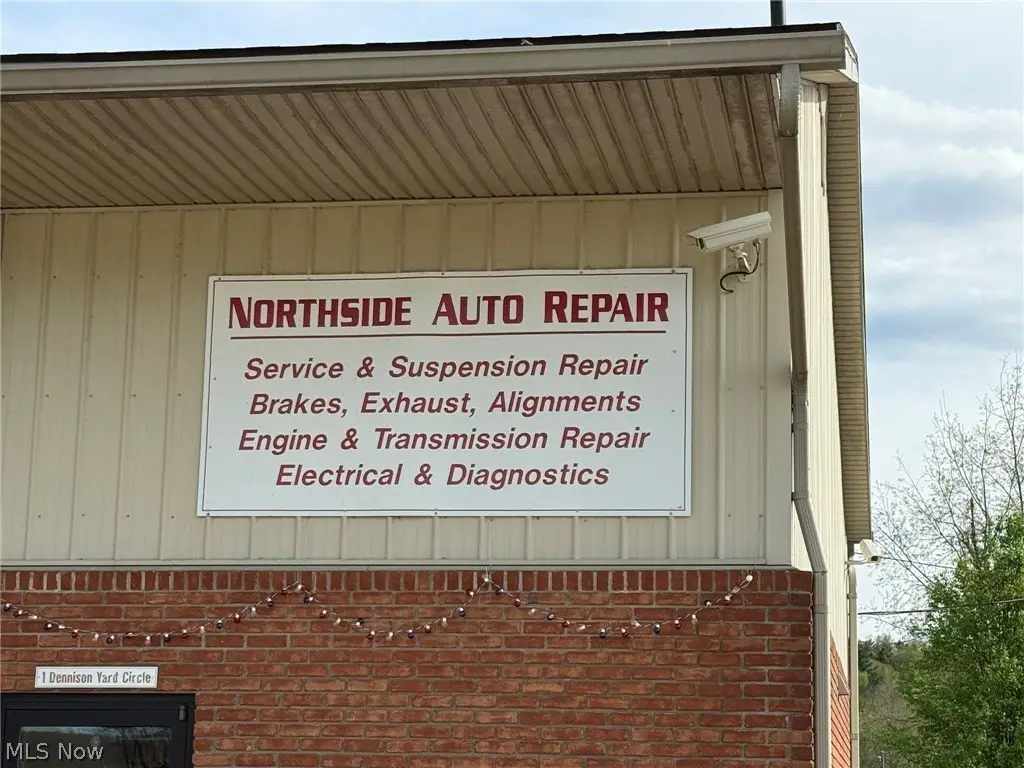 NORTHSIDE AUTO REPAIR
Service & Suspension Repair
Brakes, Exhaust, Alignments
Engine & Transmission Repair
Electrical & Diagnostics
1 Dennison Yard Circle
MLS Now